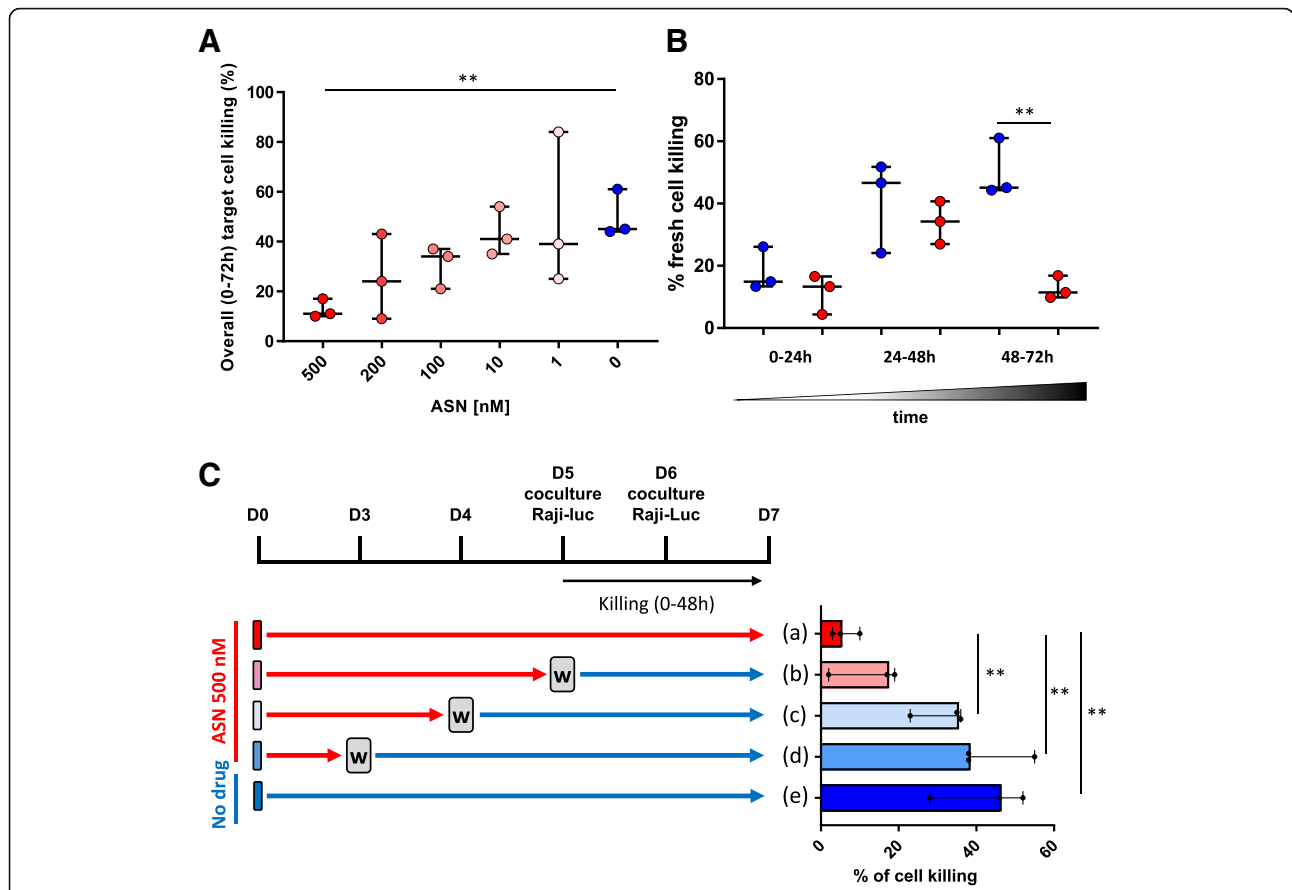 A
Overall (0-72h) target cell killing (%)
100
80
60
40
20
0
**
500
200
100
10
1
0
ASN [nM]
B
% fresh cell killing
80
60
40
20
0
**
0-24h
24-48h
48-72h
time
C
D0
D3
D4
D5
coculture
Raji-luc
D6
coculture
Raji-Luc
D7
Killing (0-48h)
ASN 500 nM
No drug
W
W
W
(a)
(b)
(c)
(d)
(e)
**
**
**
0
20
40
60
% of cell killing